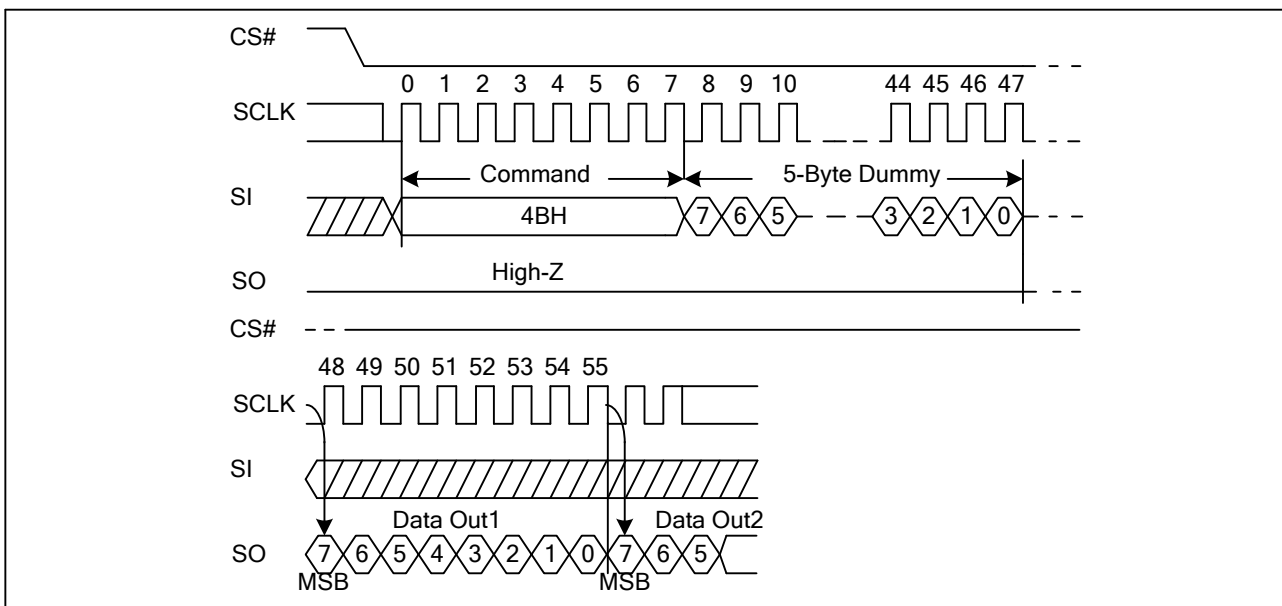 CS#
0 1 2 3 4 5 6 7 8 9 10 44 45 46 47
SCLK
Command 5-Byte Dummy
SI
4BH 7 6 5 3 2 1 0
High-Z
SO
CS#
48 49 50 51 52 53 54 55
SCLK
SI
Data Out1 Data Out2
SO 7 6 5 4 3 2 1 0 7 6 5
MSB MSB